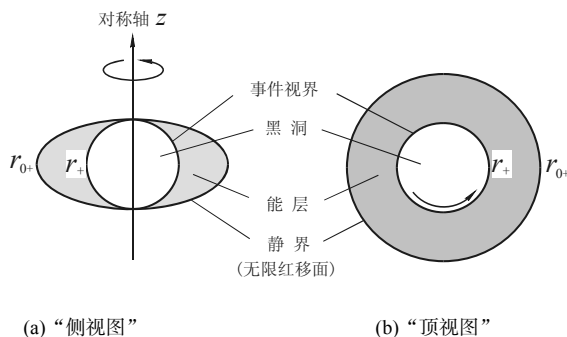 对称轴 z
事件视界
黑 洞
r₀₊
r₊
r₊
r₀₊
能 层
静 界
(无限红移面)
(a) “侧视图”
(b) “顶视图”